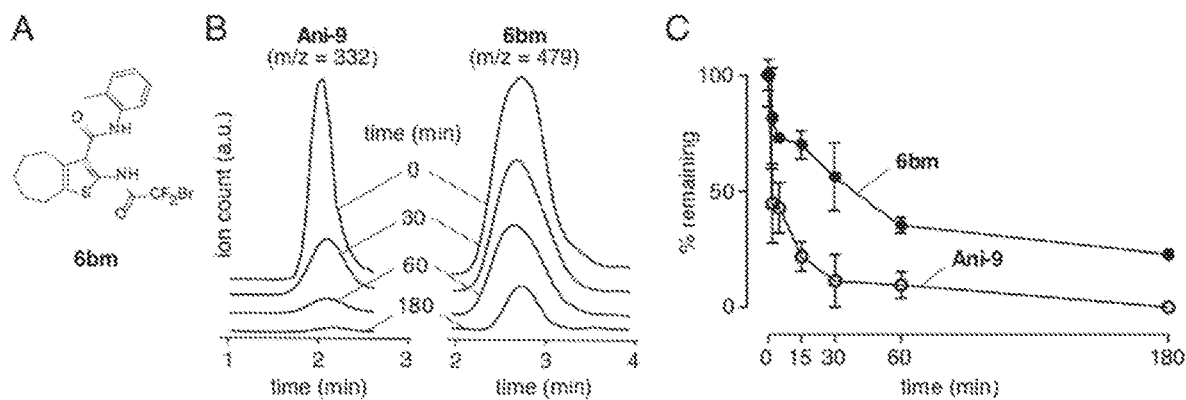 A
O
NH
NH
S
CF2Br
O
6bm
B
Ani-9
(m/z = 332)
6bm
(m/z = 479)
ion count (a.u.)
time (min)
0
30
60
180
1 2 3
time (min)
2 3 4
time (min)
C
% remaining
100
50
0
6bm
Ani-9
0 15 30 60 180
time (min)